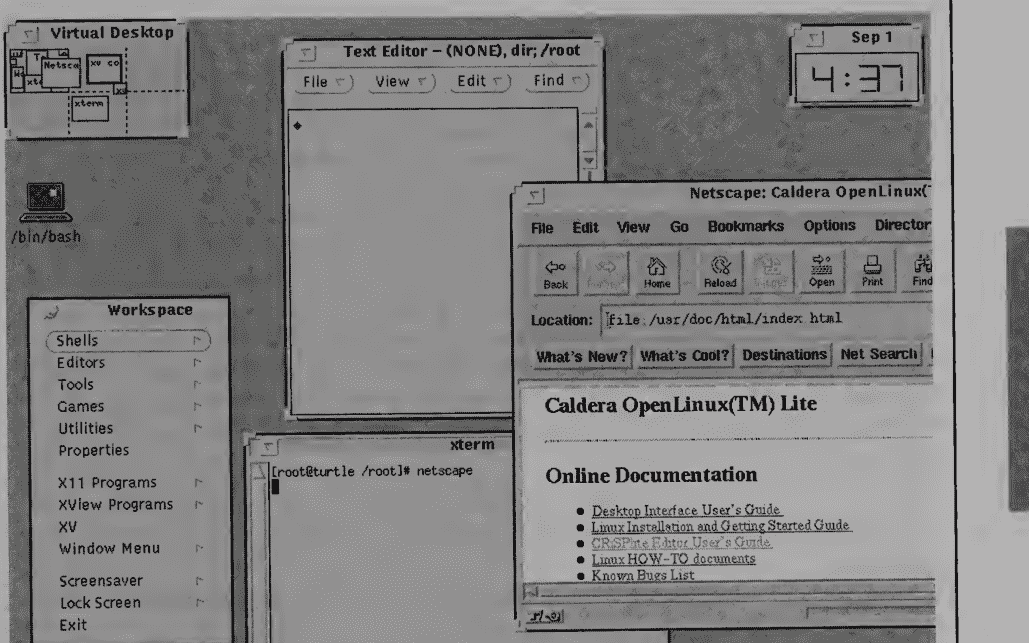 Virtual Desktop
Netsca
xv co
xterm
/bin/bash
Text Editor – (NONE), dir; /root
File View Edit Find
Sep 1
4:37
Workspace
Shells
Editors
Tools
Games
Utilities
Properties
X11 Programs
XView Programs
XV
Window Menu
Screensaver
Lock Screen
Exit
xterm
[root@turtle /root]# netscape
Netscape: Caldera OpenLinux(
File Edit View Go Bookmarks Options Director
Back Home Reload Open Print Find
Location: file:/usr/doc/html/index.html
What's New? What's Cool? Destinations Net Search
Caldera OpenLinux(TM) Lite
Online Documentation
Desktop Interface User's Guide
Linux Installation and Getting Started Guide
CRiSPlite Editor User's Guide
Linux HOW-TO documents
Known Bugs List